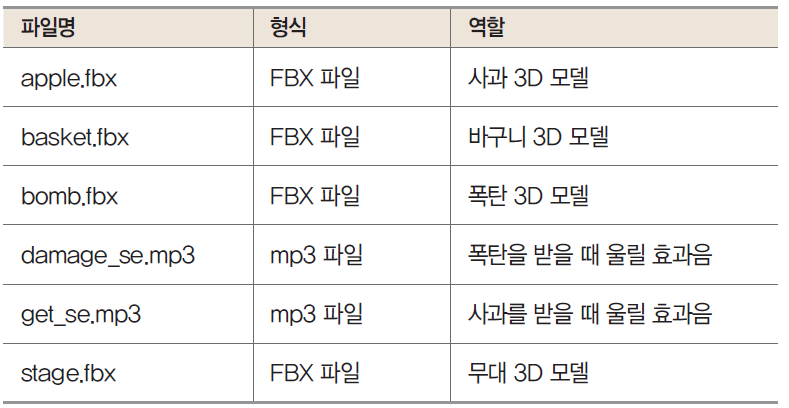 파일명 형식 역할
apple.fbx FBX 파일 사과 3D 모델
basket.fbx FBX 파일 바구니 3D 모델
bomb.fbx FBX 파일 폭탄 3D 모델
damage_se.mp3 mp3 파일 폭탄을 받을 때 울릴 효과음
get_se.mp3 mp3 파일 사과를 받을 때 울릴 효과음
stage.fbx FBX 파일 무대 3D 모델